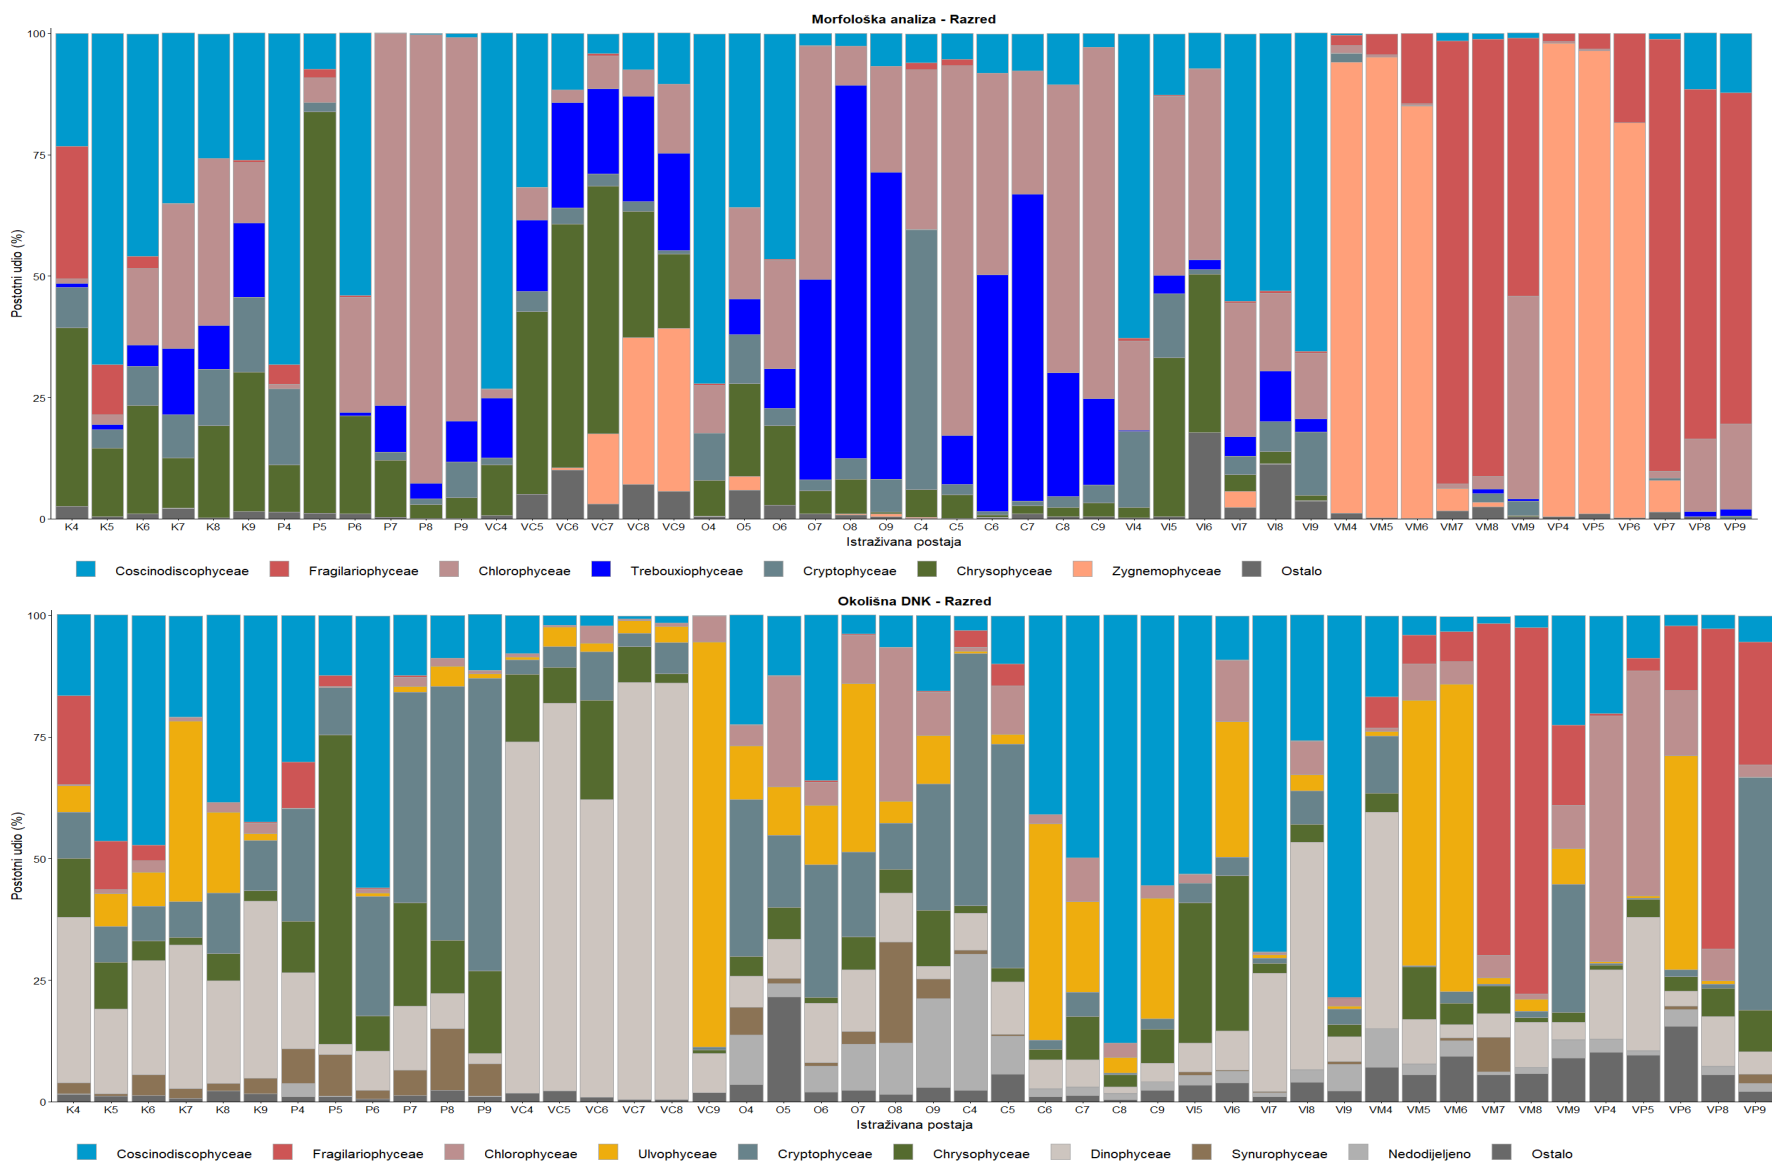 Morfološka analiza - Razred
Postotni udio (%)
100
75
50
25
0
K4 K5 K6 K7 K8 K9 P4 P5 P6 P7 P8 P9 VC4 VC5 VC6 VC7 VC8 VC9 O4 O5 O6 O7 O8 O9 C4 C5 C6 C7 C8 C9 VI4 VI5 VI6 VI7 VI8 VI9 VM4 VM5 VM6 VM7 VM8 VM9 VP4 VP5 VP6 VP7 VP8 VP9
Istraživana postaja
Coscinodiscophyceae Fragilariophyceae Chlorophyceae Trebouxiophyceae Cryptophyceae Chrysophyceae Zygnemophyceae Ostalo
Okolišna DNK - Razred
Postotni udio (%)
100
75
50
25
0
K4 K5 K6 K7 K8 K9 P4 P5 P6 P7 P8 P9 VC4 VC5 VC6 VC7 VC8 VC9 O4 O5 O6 O7 O8 O9 C4 C5 C6 C7 C8 C9 VI5 VI6 VI7 VI8 VI9 VM4 VM5 VM6 VM7 VM8 VM9 VP4 VP5 VP6 VP8 VP9
Istraživana postaja
Coscinodiscophyceae Fragilariophyceae Chlorophyceae Ulvophyceae Cryptophyceae Chrysophyceae Dinophyceae Synurophyceae Nedodijeljeno Ostalo